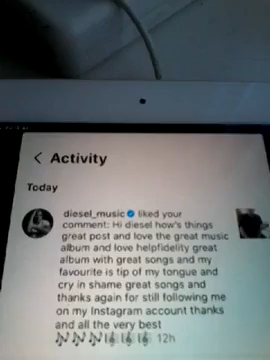 < Activity
Today
diesel_music liked your
comment: Hi diesel how's things
great post and love the great music
album and love helpfidelity great
album with great songs and my
favourite is tip of my tongue and
cry in shame great songs and
thanks again for still following me
on my Instagram account thanks
and all the very best
🎶🎶🎶🎼🎼🎼 12h